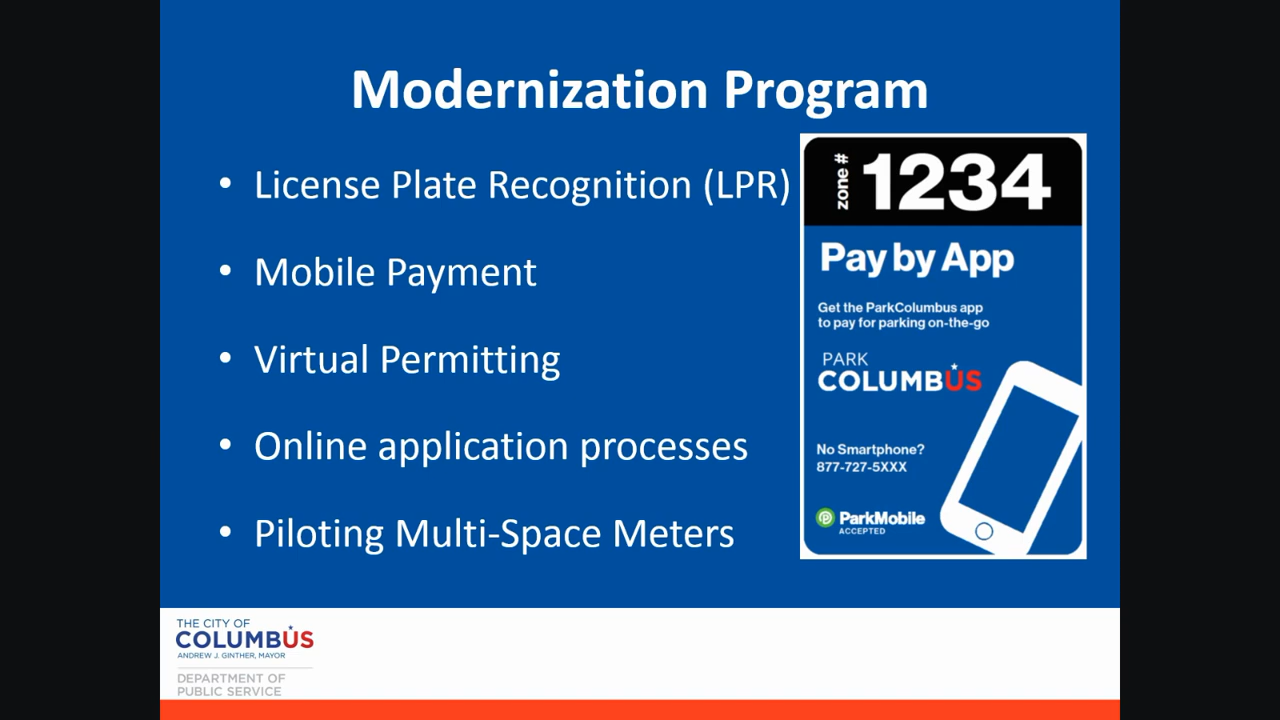 Modernization Program
• License Plate Recognition (LPR)
• Mobile Payment
• Virtual Permitting
• Online application processes
• Piloting Multi-Space Meters
zone # 1234
Pay by App
Get the ParkColumbus app
to pay for parking on-the-go
PARK
COLUMBUS
No Smartphone?
877-727-5XXX
ParkMobile
ACCEPTED
THE CITY OF
COLUMBUS
ANDREW J. GINTHER, MAYOR
DEPARTMENT OF
PUBLIC SERVICE